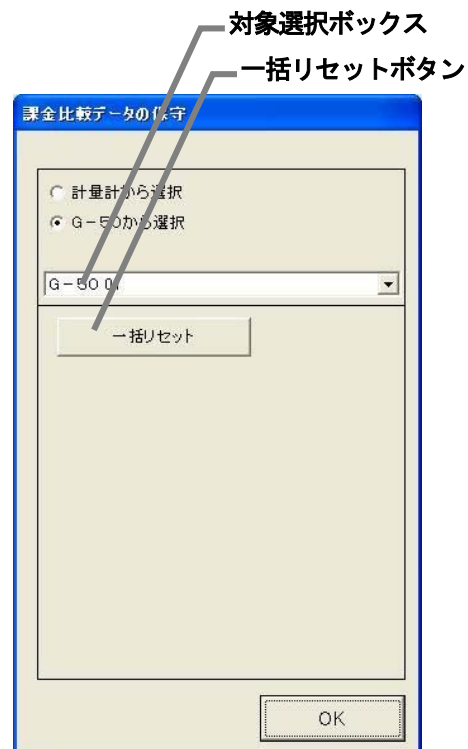 対象選択ボックス
一括リセットボタン
課金比較データの保守
計量計から選択
G－50から選択
G－50 01
一括リセット
OK